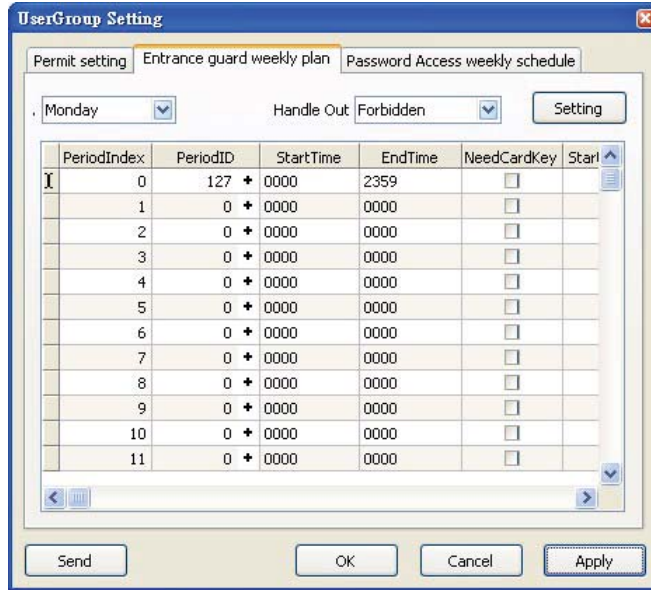 UserGroup Setting
Permit setting Entrance guard weekly plan Password Access weekly schedule
. Monday Handle Out Forbidden Setting
PeriodIndex PeriodID StartTime EndTime NeedCardKey Start
0 127 + 0000 2359
1 0 + 0000 0000
2 0 + 0000 0000
3 0 + 0000 0000
4 0 + 0000 0000
5 0 + 0000 0000
6 0 + 0000 0000
7 0 + 0000 0000
8 0 + 0000 0000
9 0 + 0000 0000
10 0 + 0000 0000
11 0 + 0000 0000
Send OK Cancel Apply